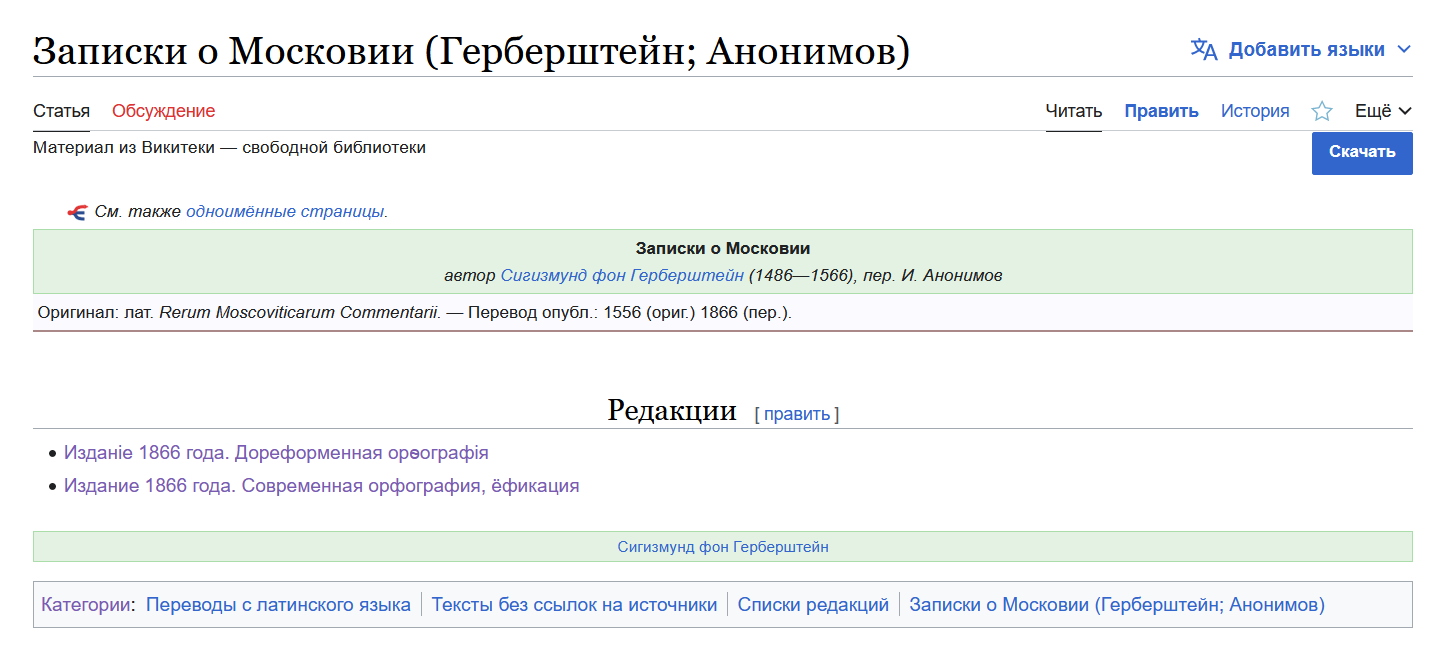 Записки о Московии (Герберштейн; Анонимов)
Добавить языки
Статья Обсуждение Читать Править История Ещё
Материал из Викитеки — свободной библиотеки
Скачать
См. также одноимённые страницы.
Записки о Московии
автор Сигизмунд фон Герберштейн (1486—1566), пер. И. Анонимов
Оригинал: лат. Rerum Moscoviticarum Commentarii. — Перевод опубл.: 1556 (ориг.) 1866 (пер.).
Редакции [ править ]
Изданіе 1866 года. Дореформенная орѳографія
Издание 1866 года. Современная орфография, ёфикация
Сигизмунд фон Герберштейн
Категории: Переводы с латинского языка | Тексты без ссылок на источники | Списки редакций | Записки о Московии (Герберштейн; Анонимов)